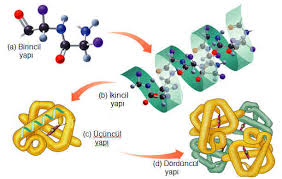 (a) Birincil
yapı
(b) İkincil
yapı
(c) Üçüncül
yapı
(d) Dördüncül
yapı